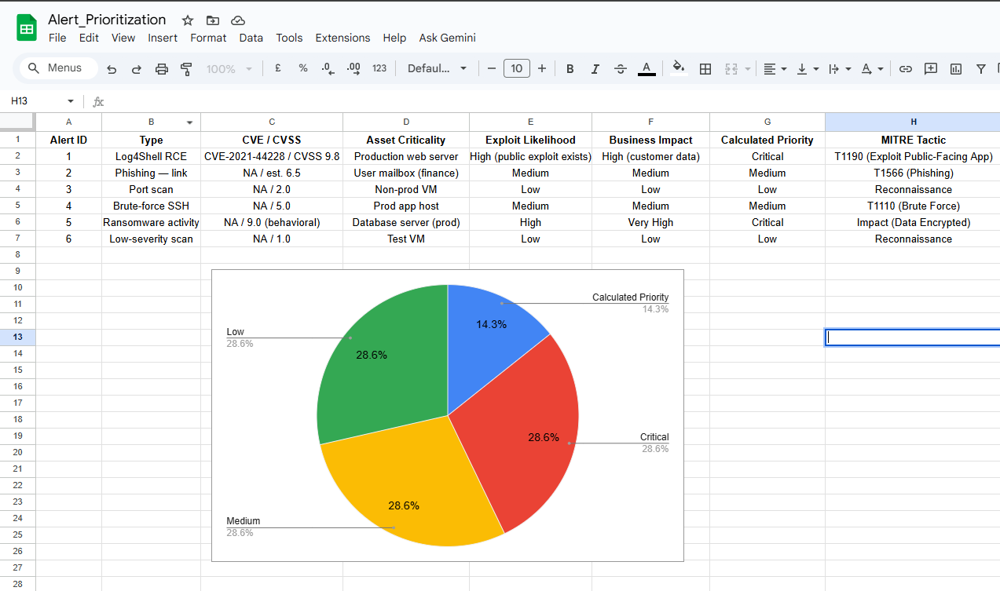 Alert_Prioritization
File Edit View Insert Format Data Tools Extensions Help Ask Gemini
Menus 100% £ % .0 .00 123 Defaul... − 10 + B I A
H13 fx
A B C D E F G H
1 Alert ID Type CVE / CVSS Asset Criticality Exploit Likelihood Business Impact Calculated Priority MITRE Tactic
2 1 Log4Shell RCE CVE-2021-44228 / CVSS 9.8 Production web server High (public exploit exists) High (customer data) Critical T1190 (Exploit Public-Facing App)
3 2 Phishing — link NA / est. 6.5 User mailbox (finance) Medium Medium Medium T1566 (Phishing)
4 3 Port scan NA / 2.0 Non-prod VM Low Low Low Reconnaissance
5 4 Brute-force SSH NA / 5.0 Prod app host Medium Medium Medium T1110 (Brute Force)
6 5 Ransomware activity NA / 9.0 (behavioral) Database server (prod) High Very High Critical Impact (Data Encrypted)
7 6 Low-severity scan NA / 1.0 Test VM Low Low Low Reconnaissance
8
9
10
11
12
13
14
15
16
17
18
19
20
21
22
23
24
25
26
27
28
Calculated Priority
14.3%
14.3%
Low
28.6%
28.6%
Critical
28.6%
28.6%
Medium
28.6%
28.6%